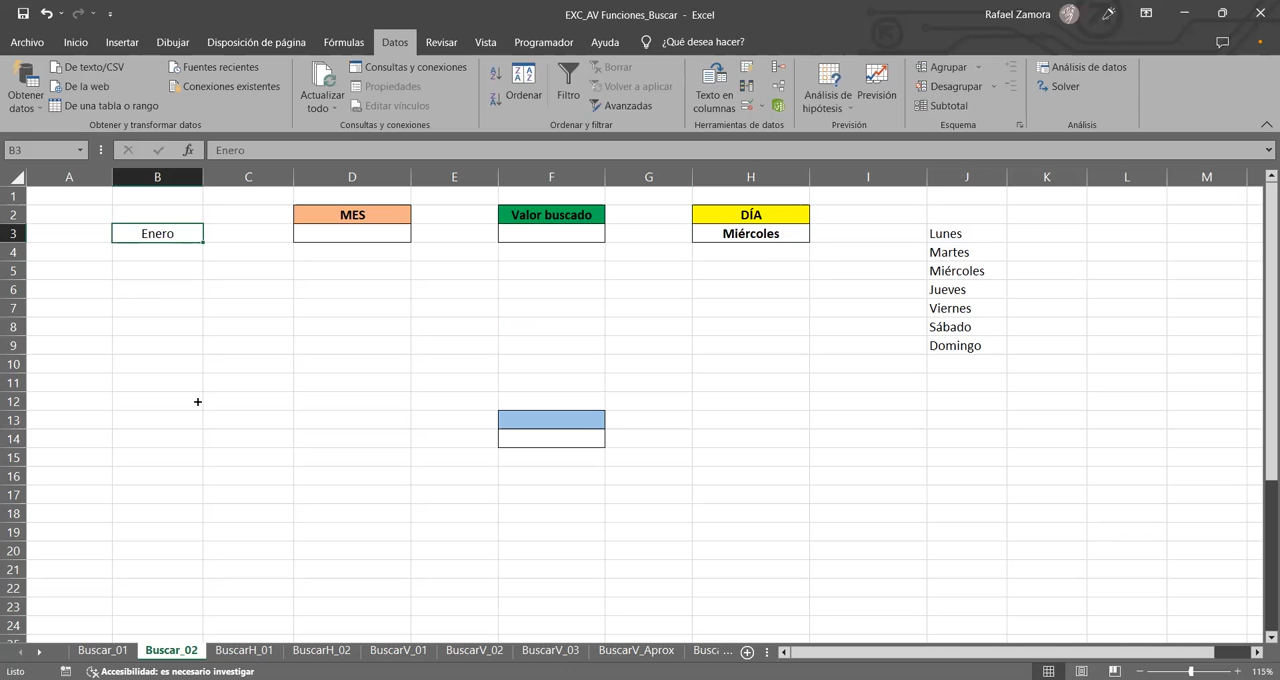 EXC_AV Funciones_Buscar - Excel
Rafael Zamora
Archivo Inicio Insertar Dibujar Disposición de página Fórmulas Datos Revisar Vista Programador Ayuda ¿Qué desea hacer?
Obtener datos
De texto/CSV
De la web
De una tabla o rango
Fuentes recientes
Conexiones existentes
Obtener y transformar datos
Actualizar todo
Consultas y conexiones
Propiedades
Editar vínculos
Consultas y conexiones
Ordenar
Filtro
Borrar
Volver a aplicar
Avanzadas
Ordenar y filtrar
Texto en columnas
Herramientas de datos
Análisis de hipótesis
Previsión
Previsión
Agrupar
Desagrupar
Subtotal
Esquema
Análisis de datos
Solver
Análisis
B3
fx
Enero
A B C D E F G H I J K L M
1
2 MES Valor buscado DÍA
3 Enero Miércoles Lunes
4 Martes
5 Miércoles
6 Jueves
7 Viernes
8 Sábado
9 Domingo
10
11
12
13
14
15
16
17
18
19
20
21
22
23
24
Buscar_01 Buscar_02 BuscarH_01 BuscarH_02 BuscarV_01 BuscarV_02 BuscarV_03 BuscarV_Aprox Busci ...
Listo
Accesibilidad: es necesario investigar
115%